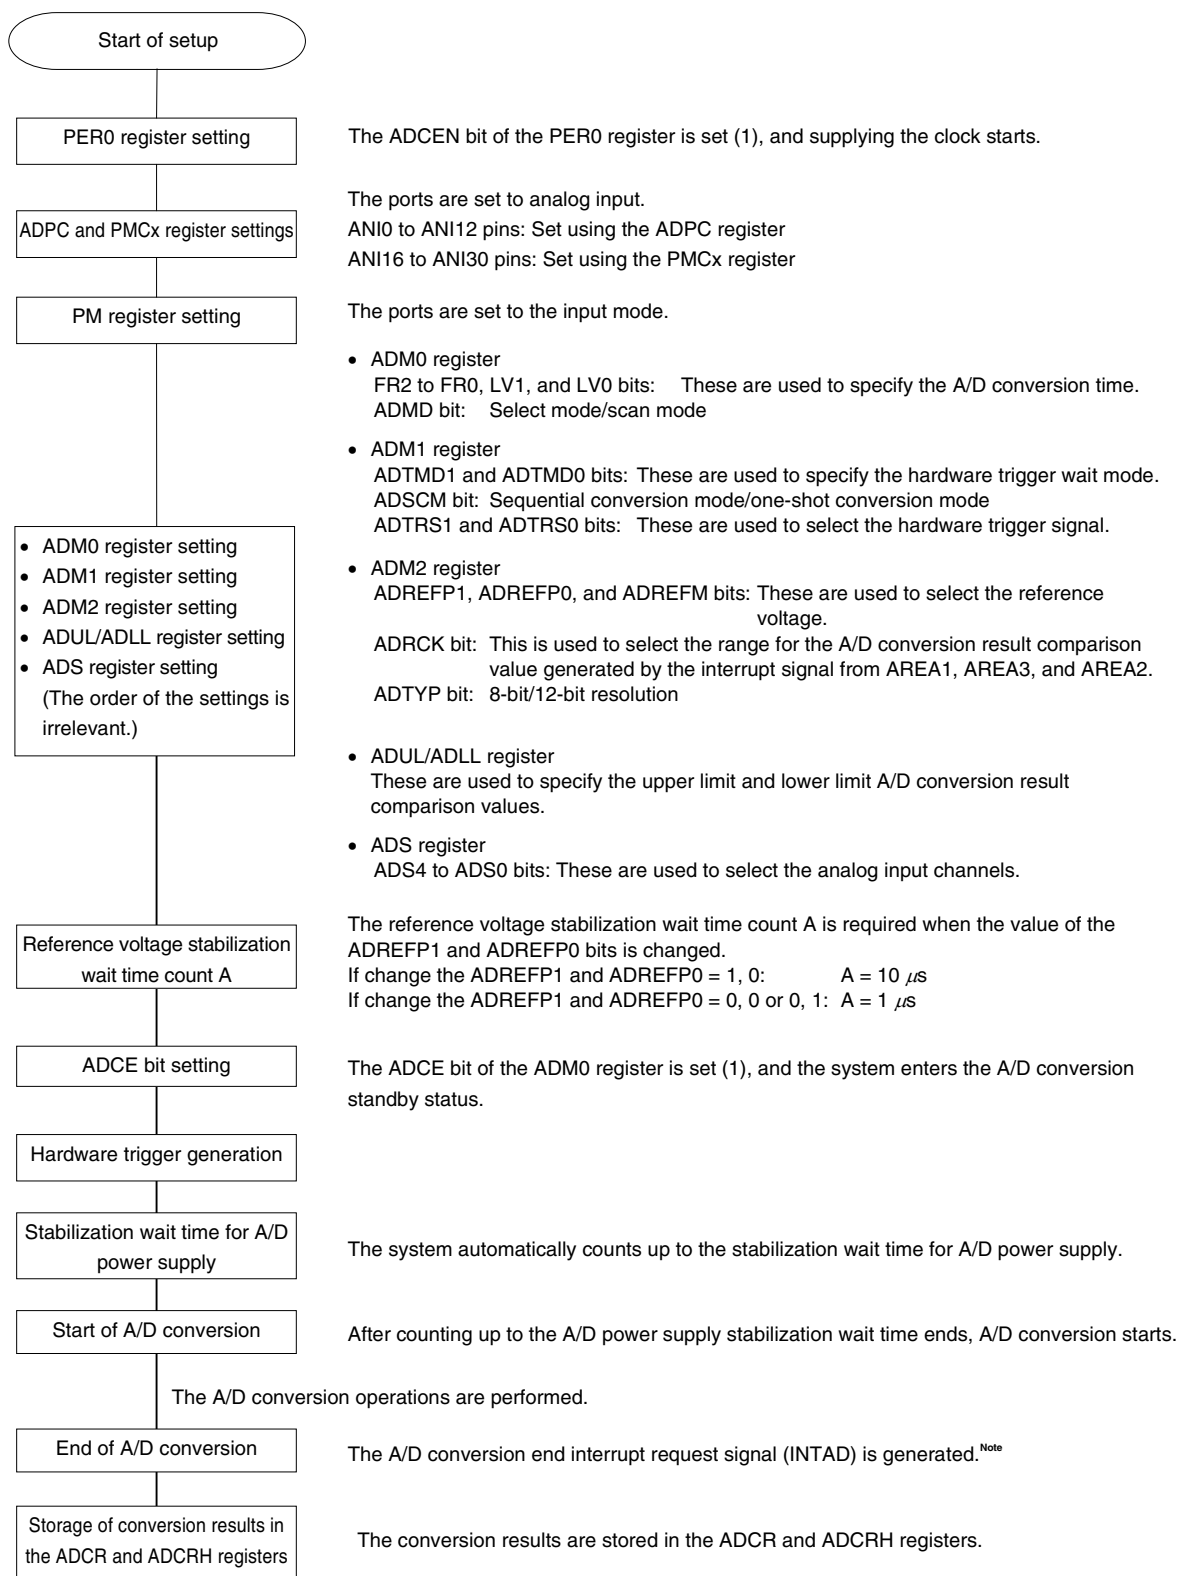 Start of setup
PER0 register setting
The ADCEN bit of the PER0 register is set (1), and supplying the clock starts.
ADPC and PMCx register settings
The ports are set to analog input.
ANI0 to ANI12 pins: Set using the ADPC register
ANI16 to ANI30 pins: Set using the PMCx register
PM register setting
The ports are set to the input mode.
• ADM0 register setting
• ADM1 register setting
• ADM2 register setting
• ADUL/ADLL register setting
• ADS register setting
(The order of the settings is
irrelevant.)
• ADM0 register
FR2 to FR0, LV1, and LV0 bits: These are used to specify the A/D conversion time.
ADMD bit: Select mode/scan mode
• ADM1 register
ADTMD1 and ADTMD0 bits: These are used to specify the hardware trigger wait mode.
ADSCM bit: Sequential conversion mode/one-shot conversion mode
ADTRS1 and ADTRS0 bits: These are used to select the hardware trigger signal.
• ADM2 register
ADREFP1, ADREFP0, and ADREFM bits: These are used to select the reference
voltage.
ADRCK bit: This is used to select the range for the A/D conversion result comparison
value generated by the interrupt signal from AREA1, AREA3, and AREA2.
ADTYP bit: 8-bit/12-bit resolution
• ADUL/ADLL register
These are used to specify the upper limit and lower limit A/D conversion result
comparison values.
• ADS register
ADS4 to ADS0 bits: These are used to select the analog input channels.
Reference voltage stabilization
wait time count A
The reference voltage stabilization wait time count A is required when the value of the
ADREFP1 and ADREFP0 bits is changed.
If change the ADREFP1 and ADREFP0 = 1, 0: A = 10 μs
If change the ADREFP1 and ADREFP0 = 0, 0 or 0, 1: A = 1 μs
ADCE bit setting
The ADCE bit of the ADM0 register is set (1), and the system enters the A/D conversion
standby status.
Hardware trigger generation
Stabilization wait time for A/D
power supply
The system automatically counts up to the stabilization wait time for A/D power supply.
Start of A/D conversion
After counting up to the A/D power supply stabilization wait time ends, A/D conversion starts.
The A/D conversion operations are performed.
End of A/D conversion
The A/D conversion end interrupt request signal (INTAD) is generated.Note
Storage of conversion results in
the ADCR and ADCRH registers
The conversion results are stored in the ADCR and ADCRH registers.